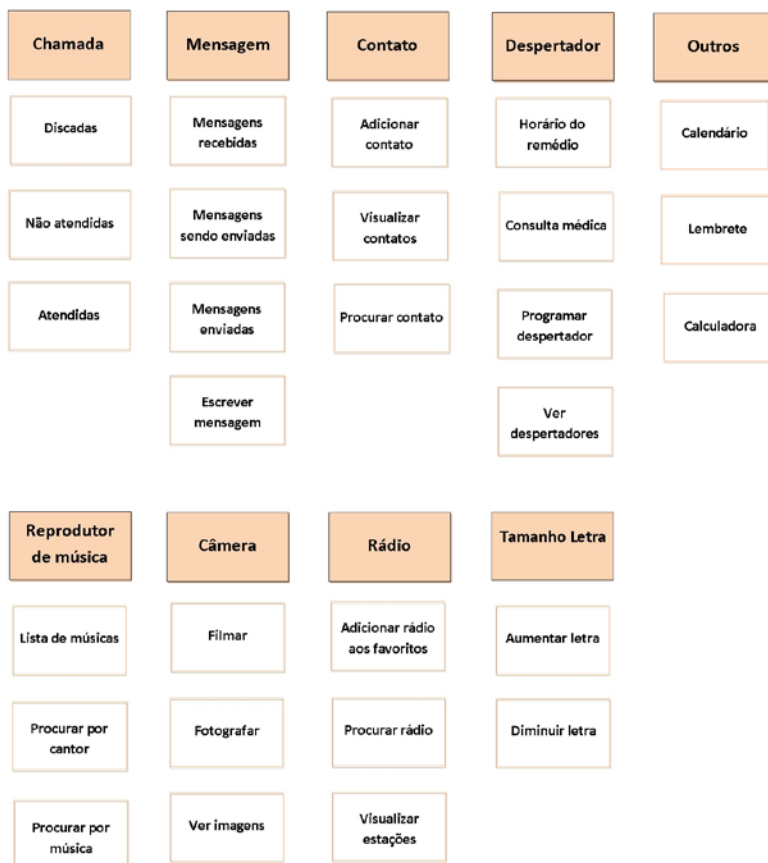 Chamada
Discadas
Não atendidas
Atendidas
Mensagem
Mensagens
recebidas
Mensagens
sendo enviadas
Mensagens
enviadas
Escrever
mensagem
Contato
Adicionar
contato
Visualizar
contatos
Procurar contato
Despertador
Horário do
remédio
Consulta médica
Programar
despertador
Ver
despertadores
Outros
Calendário
Lembrete
Calculadora
Reprodutor
de música
Lista de músicas
Procurar por
cantor
Procurar por
música
Câmera
Filmar
Fotografar
Ver imagens
Rádio
Adicionar rádio
aos favoritos
Procurar rádio
Visualizar
estações
Tamanho Letra
Aumentar letra
Diminuir letra